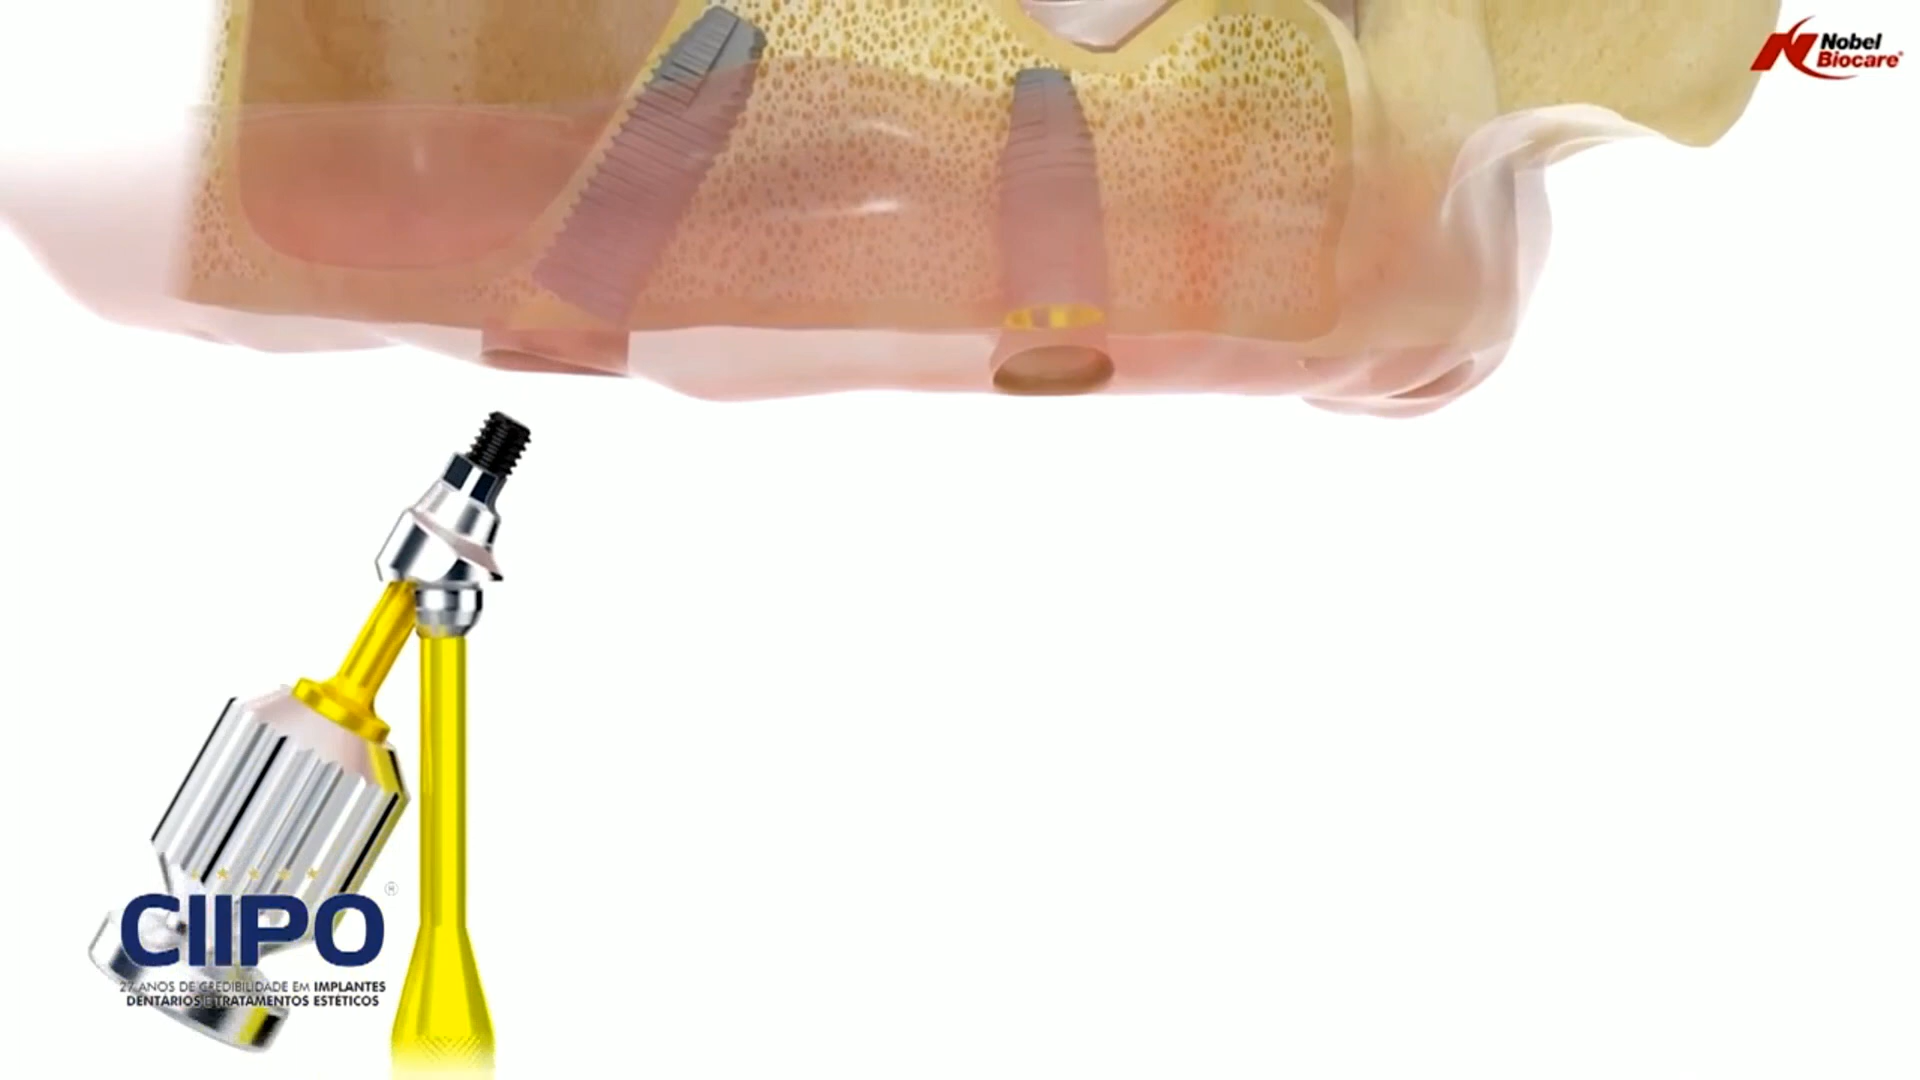 Nobel
Biocare®
CIIPO®
27 ANOS DE CREDIBILIDADE EM IMPLANTES
DENTÁRIOS E TRATAMENTOS ESTÉTICOS